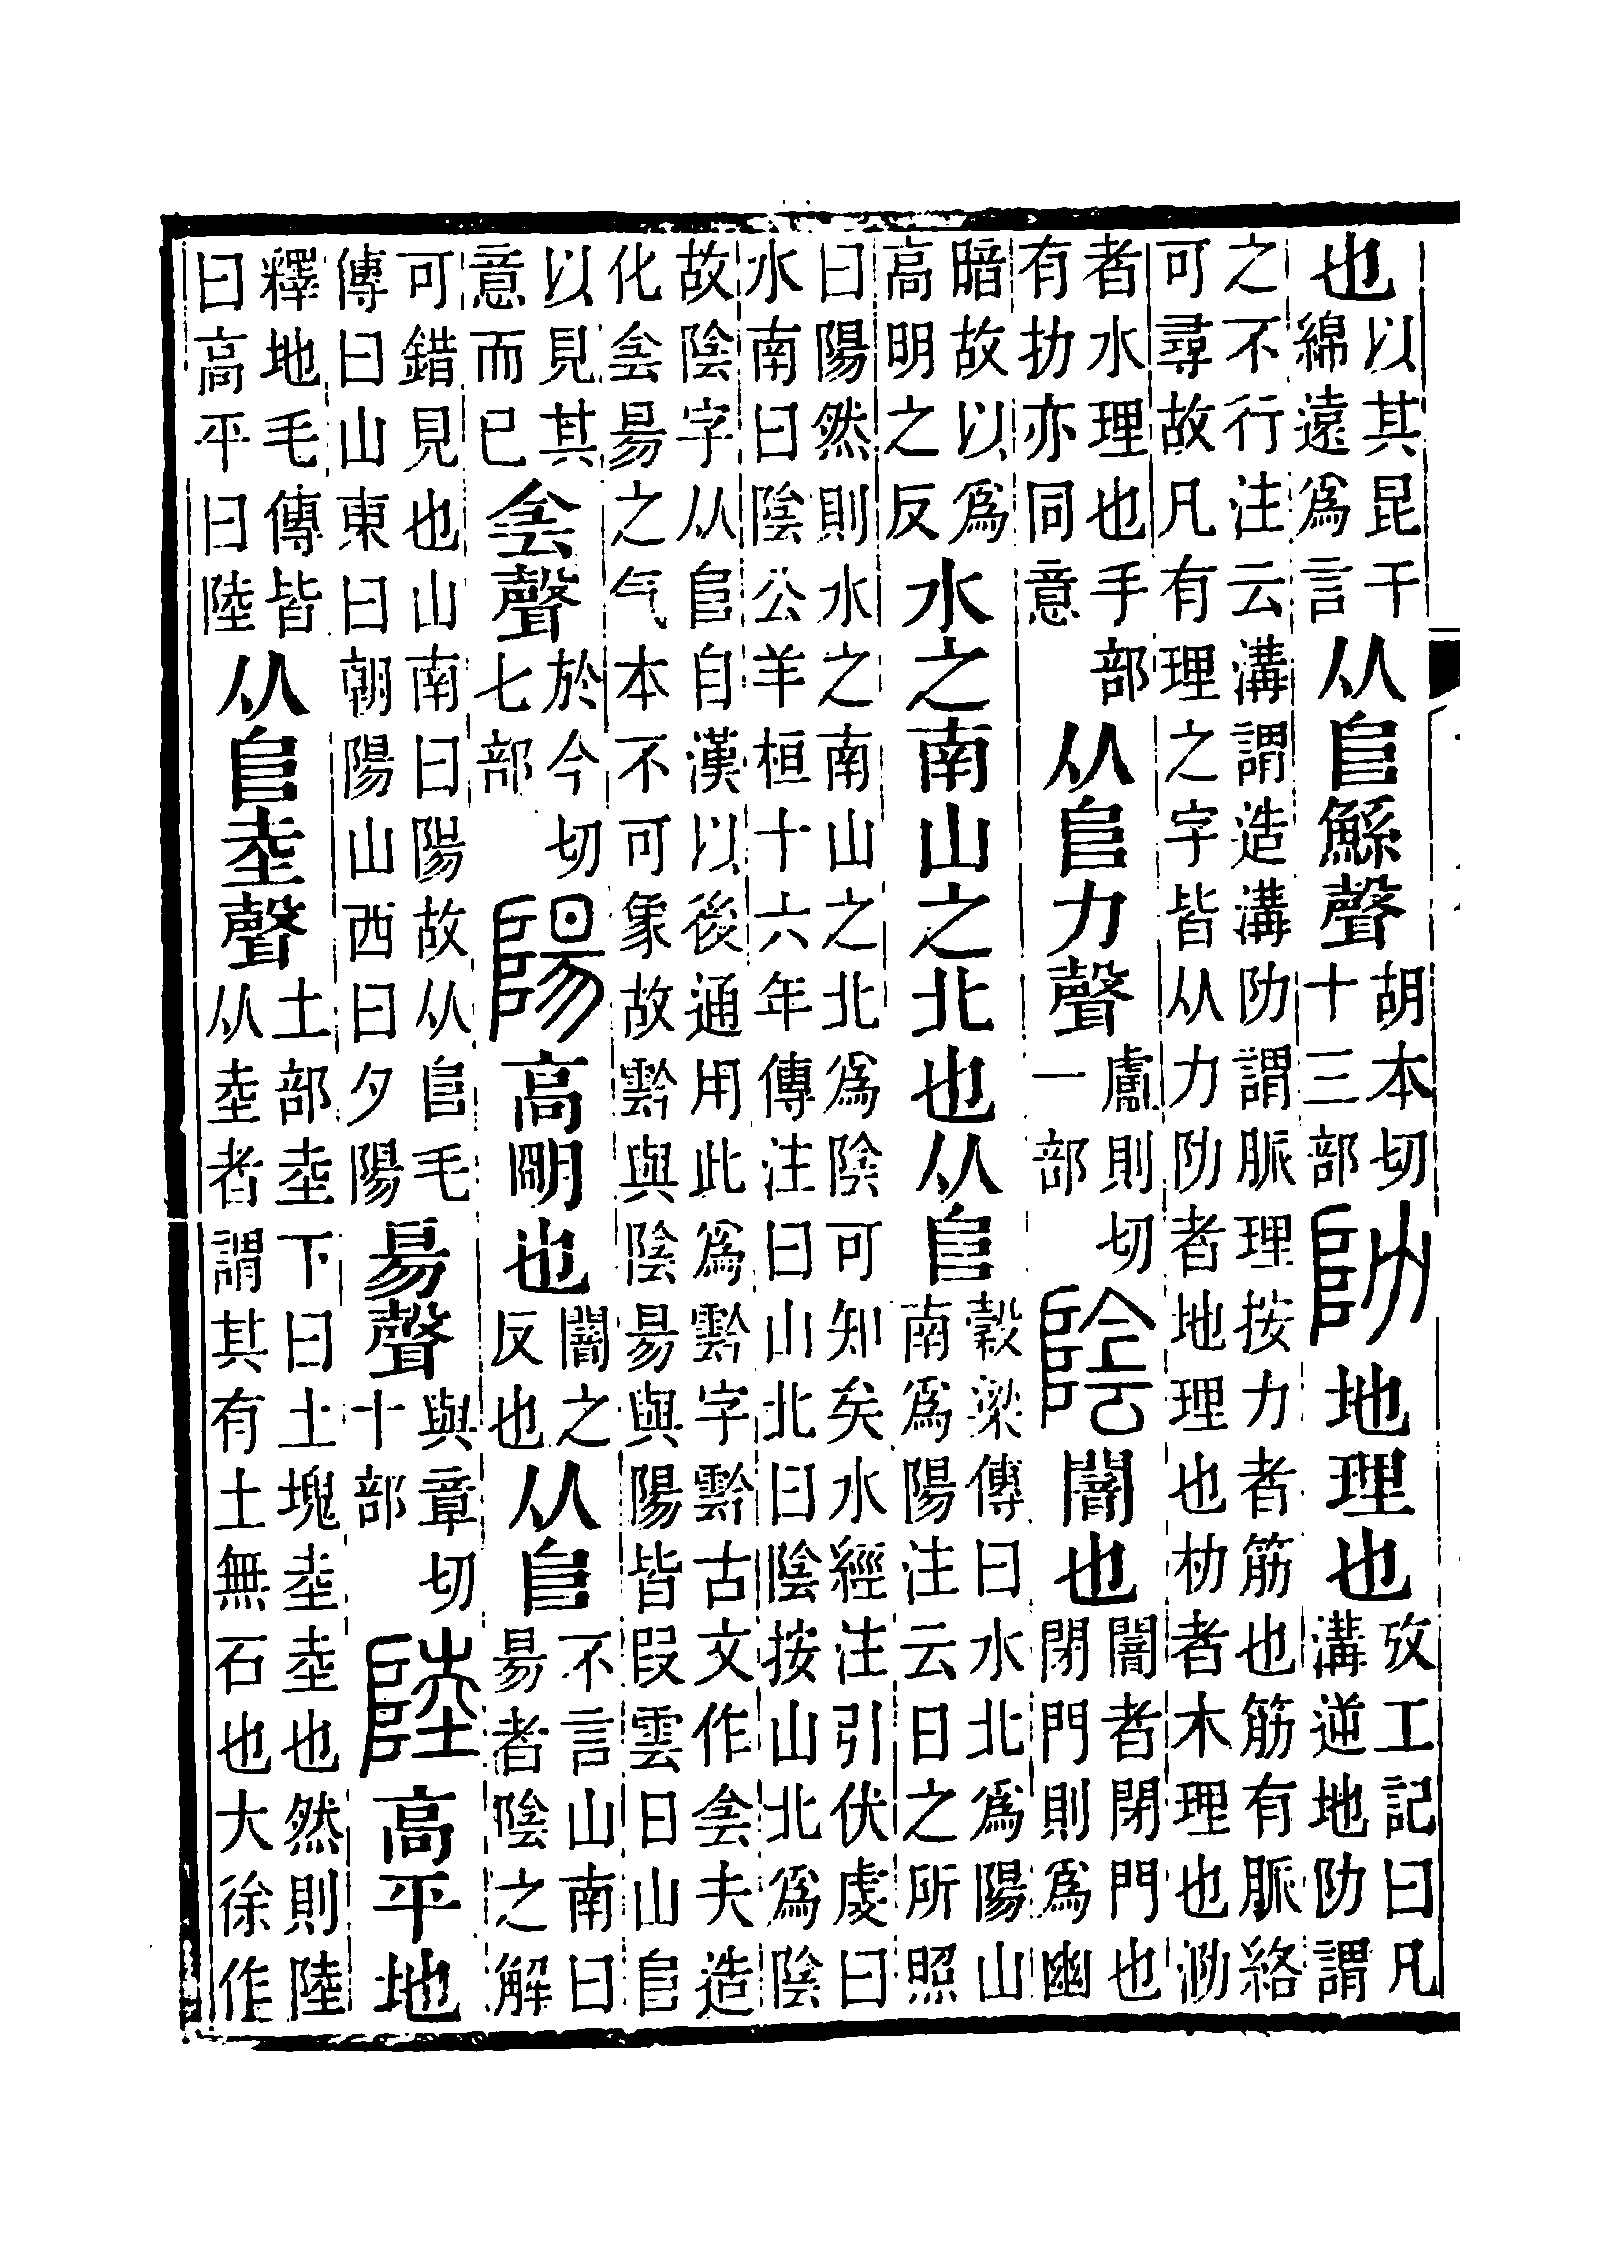 也以其昆干綿遠爲言从𨸏鯀聲胡本切十三部阞地理也攷工記曰凡溝逆地阞謂
之不行注云溝謂造溝阞謂脈理按力者筋也筋有脈絡可尋故凡有理之字皆从力阞者地理也朸者木理也泐
者水理也手部有扐亦同意从𨸏力聲盧則切一部陰闇也闇者閉門也閉門則爲幽
暗故以爲高明之反水之南山之北也从𨸏穀梁傳曰水北爲陽山南爲陽注云日之所照
曰陽然則水之南山之北爲陰可知矣水經注引伏虔曰水南曰陰公羊桓十六年傳注曰山北曰陰按山北爲陰
故陰字从𨸏自漢以後通用此爲霒字霒古文作侌夫造化侌昜之气本不可象故霒與陰昜與陽皆叚雲日山𨸏
以見其意而已侌聲於今切七部陽高朙也闇之反也从𨸏不言山南曰昜者陰之解
可錯見也山南曰陽故从𨸏毛傳曰山東曰朝陽山西曰夕陽昜聲與章切十部陸高平地
釋地毛傳皆曰高平曰陸从𨸏坴聲土部坴下曰土塊坴坴也然則陸从坴者謂其有土無石也大徐作